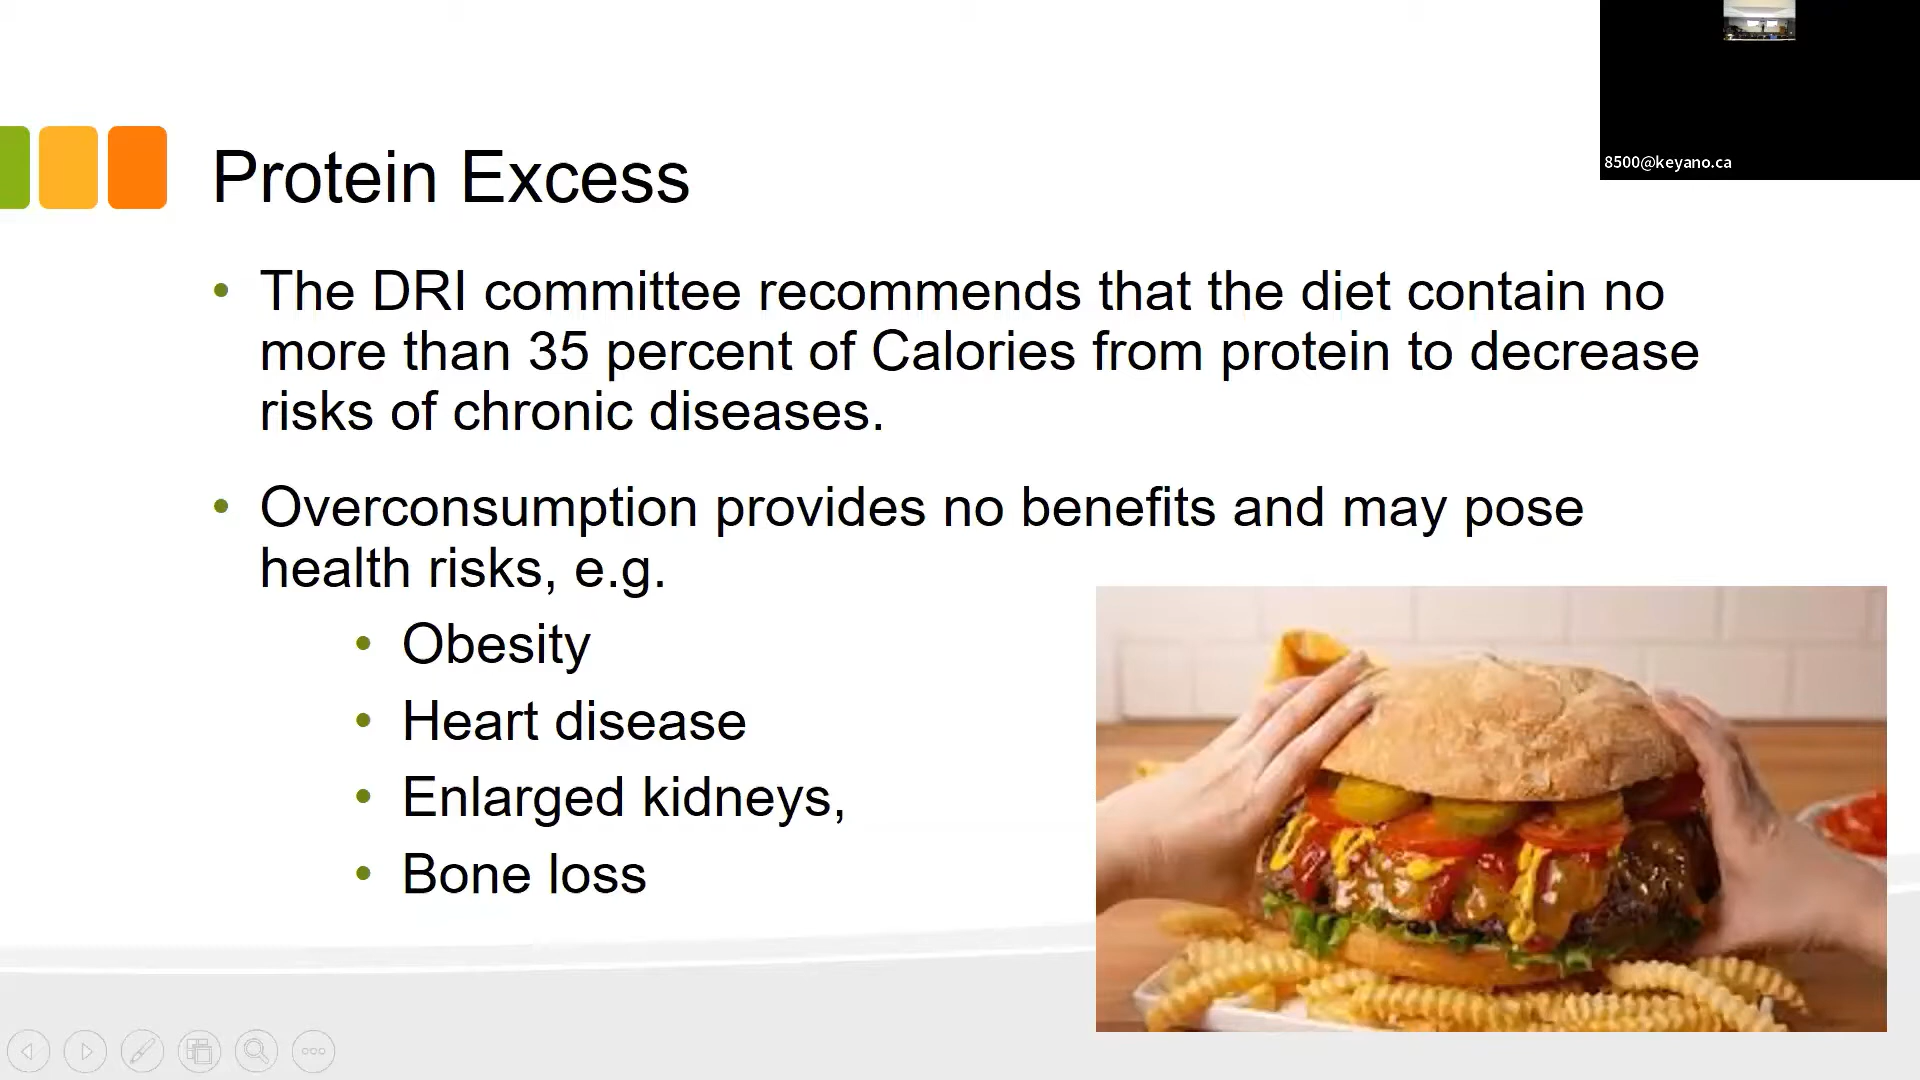 8500@keyano.ca
Protein Excess
• The DRI committee recommends that the diet contain no
more than 35 percent of Calories from protein to decrease
risks of chronic diseases.
• Overconsumption provides no benefits and may pose
health risks, e.g.
• Obesity
• Heart disease
• Enlarged kidneys,
• Bone loss